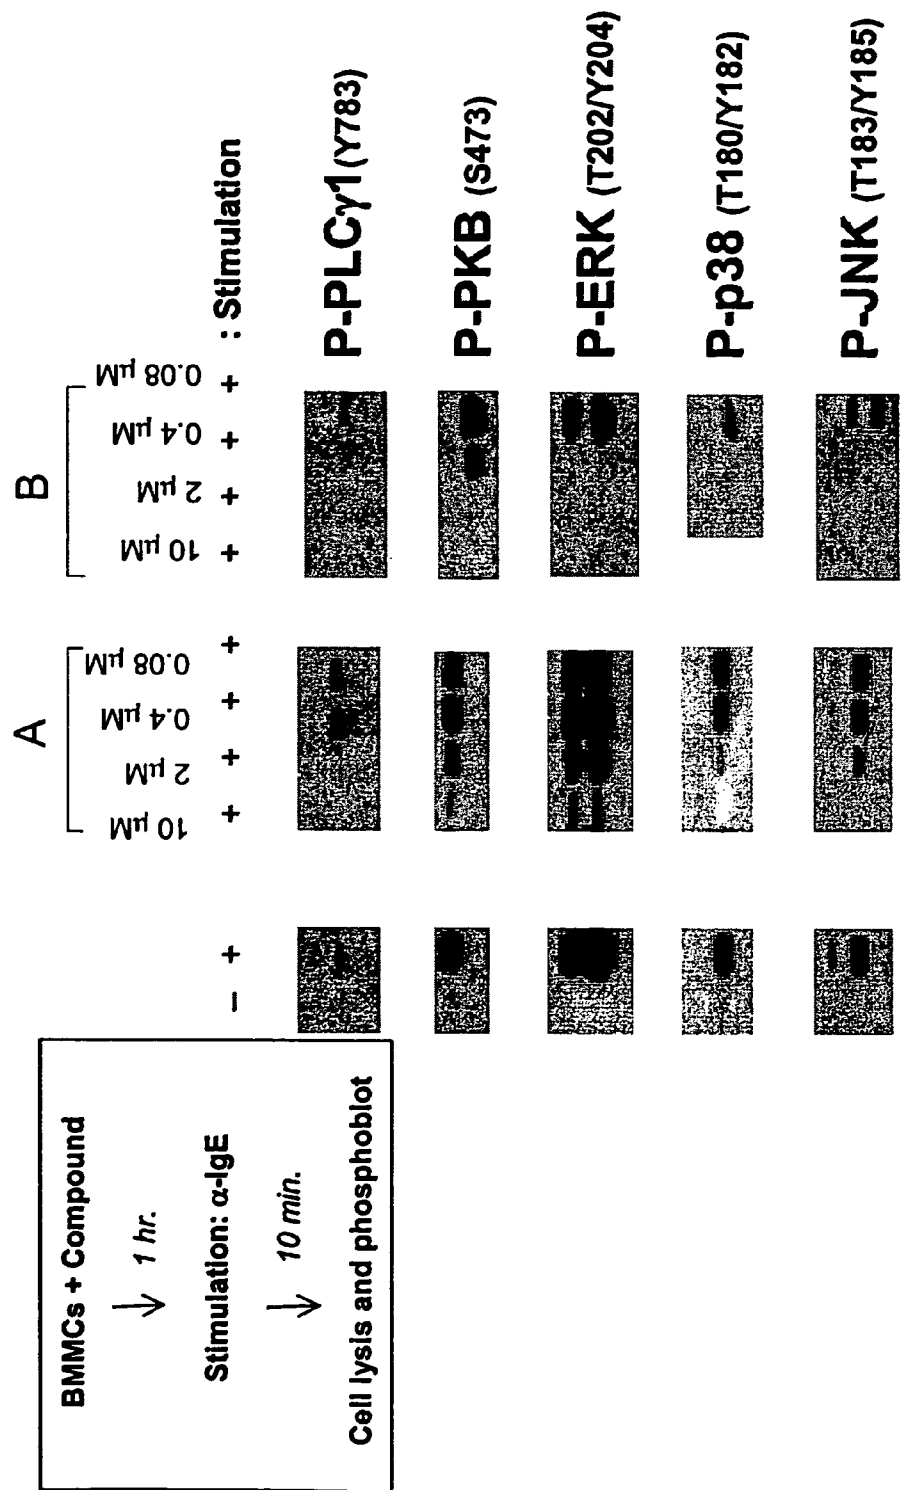 BMMCs + Compound
↓ 1 hr.
Stimulation: α-IgE
↓ 10 min.
Cell lysis and phosphoblot
A
B
10 μM 2 μM 0.4 μM 0.08 μM
10 μM 2 μM 0.4 μM 0.08 μM
– + + + + + + + + + : Stimulation
P-PLCγ1 (Y783)
P-PKB (S473)
P-ERK (T202/Y204)
P-p38 (T180/Y182)
P-JNK (T183/Y185)